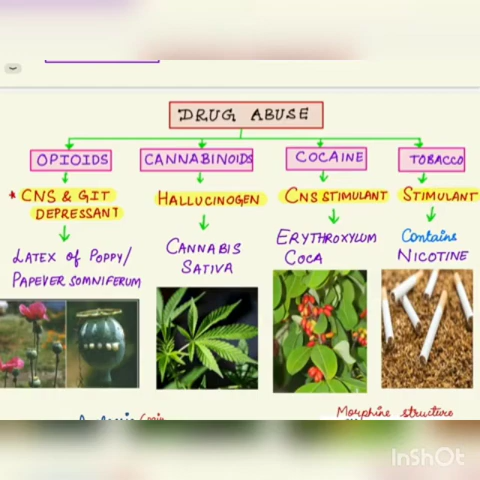 DRUG ABUSE
OPIOIDS
CANNABINOIDS
COCAINE
TOBACCO
* CNS & GIT
DEPRESSANT
HALLUCINOGEN
CNS STIMULANT
STIMULANT
LATEX of POPPY/
PAPEVER SOMNIFERUM
CANNABIS
SATIVA
ERYTHROXYLUM
COCA
Contains
NICOTINE
Morphine structure
InShOt